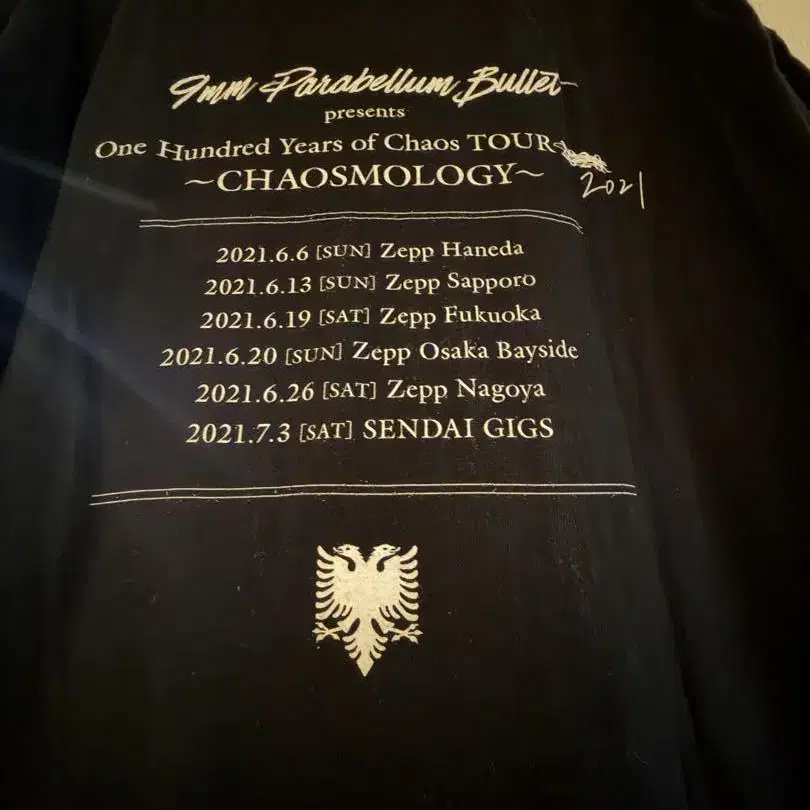 9mm Parabellum Bullet
presents
One Hundred Years of Chaos TOUR
~CHAOSMOLOGY~ 2021
2021.6.6 [SUN] Zepp Haneda
2021.6.13 [SUN] Zepp Sapporo
2021.6.19 [SAT] Zepp Fukuoka
2021.6.20 [SUN] Zepp Osaka Bayside
2021.6.26 [SAT] Zepp Nagoya
2021.7.3 [SAT] SENDAI GIGS